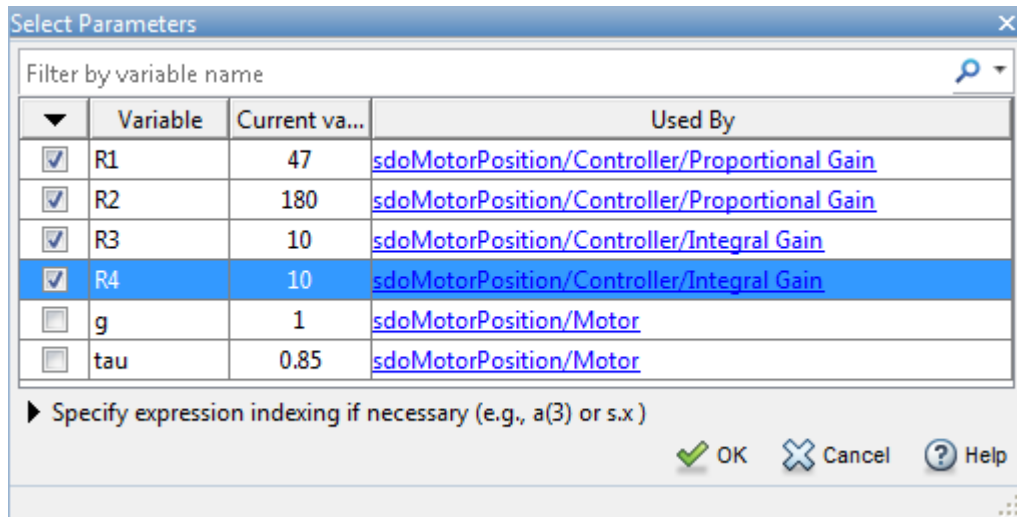 Select Parameters
Filter by variable name
Variable Current va... Used By
R1 47 sdoMotorPosition/Controller/Proportional Gain
R2 180 sdoMotorPosition/Controller/Proportional Gain
R3 10 sdoMotorPosition/Controller/Integral Gain
R4 10 sdoMotorPosition/Controller/Integral Gain
g 1 sdoMotorPosition/Motor
tau 0.85 sdoMotorPosition/Motor
Specify expression indexing if necessary (e.g., a(3) or s.x )
OK Cancel ? Help